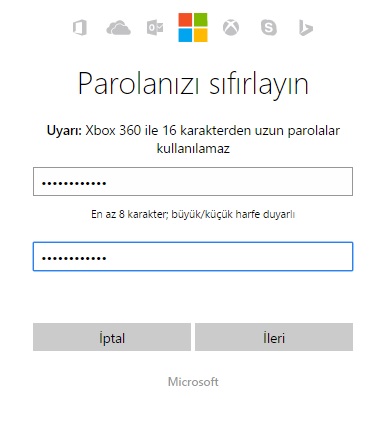 Parolanızı sıfırlayın
Uyarı: Xbox 360 ile 16 karakterden uzun parolalar
kullanılamaz
••••••••••••
En az 8 karakter; büyük/küçük harfe duyarlı
••••••••••••
İptal İleri
Microsoft